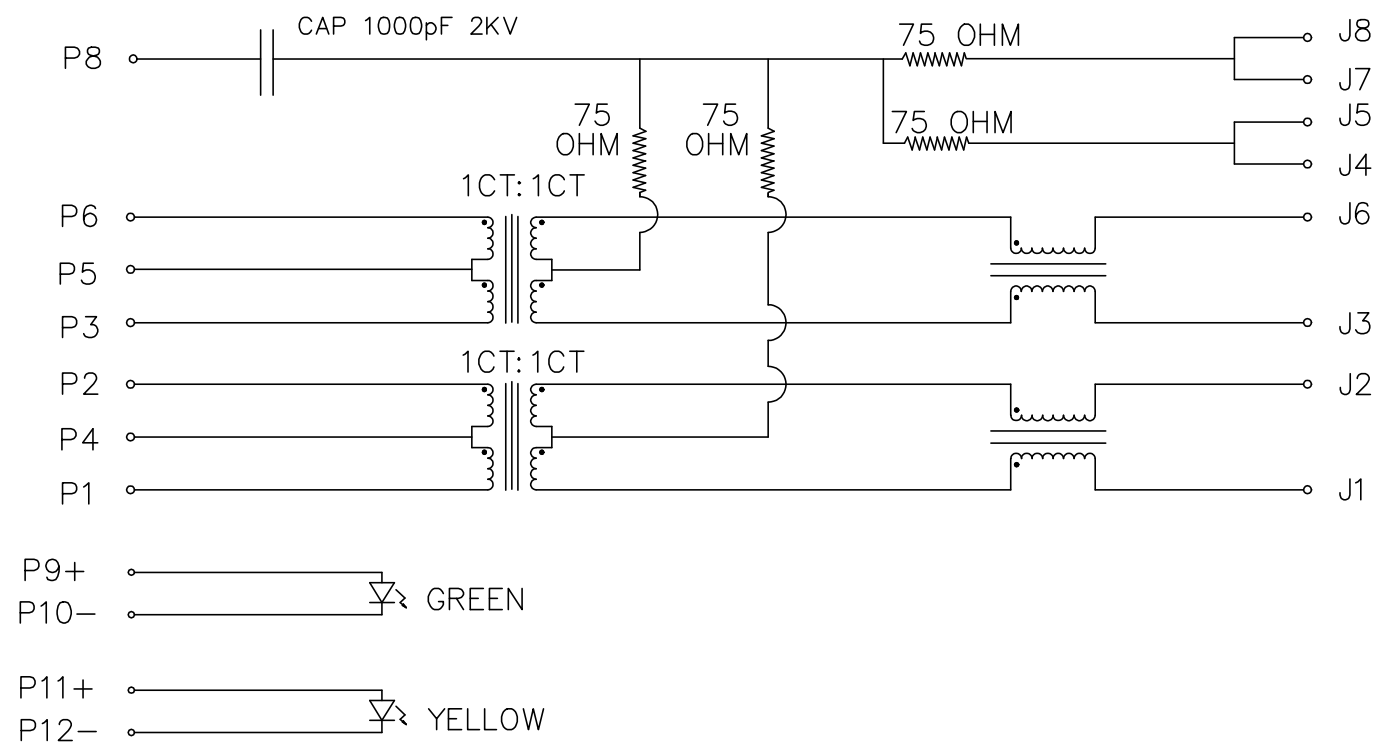 CAP 1000pF 2KV
P8
75 OHM
J8
J7
75
OHM
75
OHM
75 OHM
J5
J4
1CT:1CT
P6
J6
P5
P3
J3
1CT:1CT
P2
J2
P4
P1
J1
P9+
P10-
GREEN
P11+
P12-
YELLOW